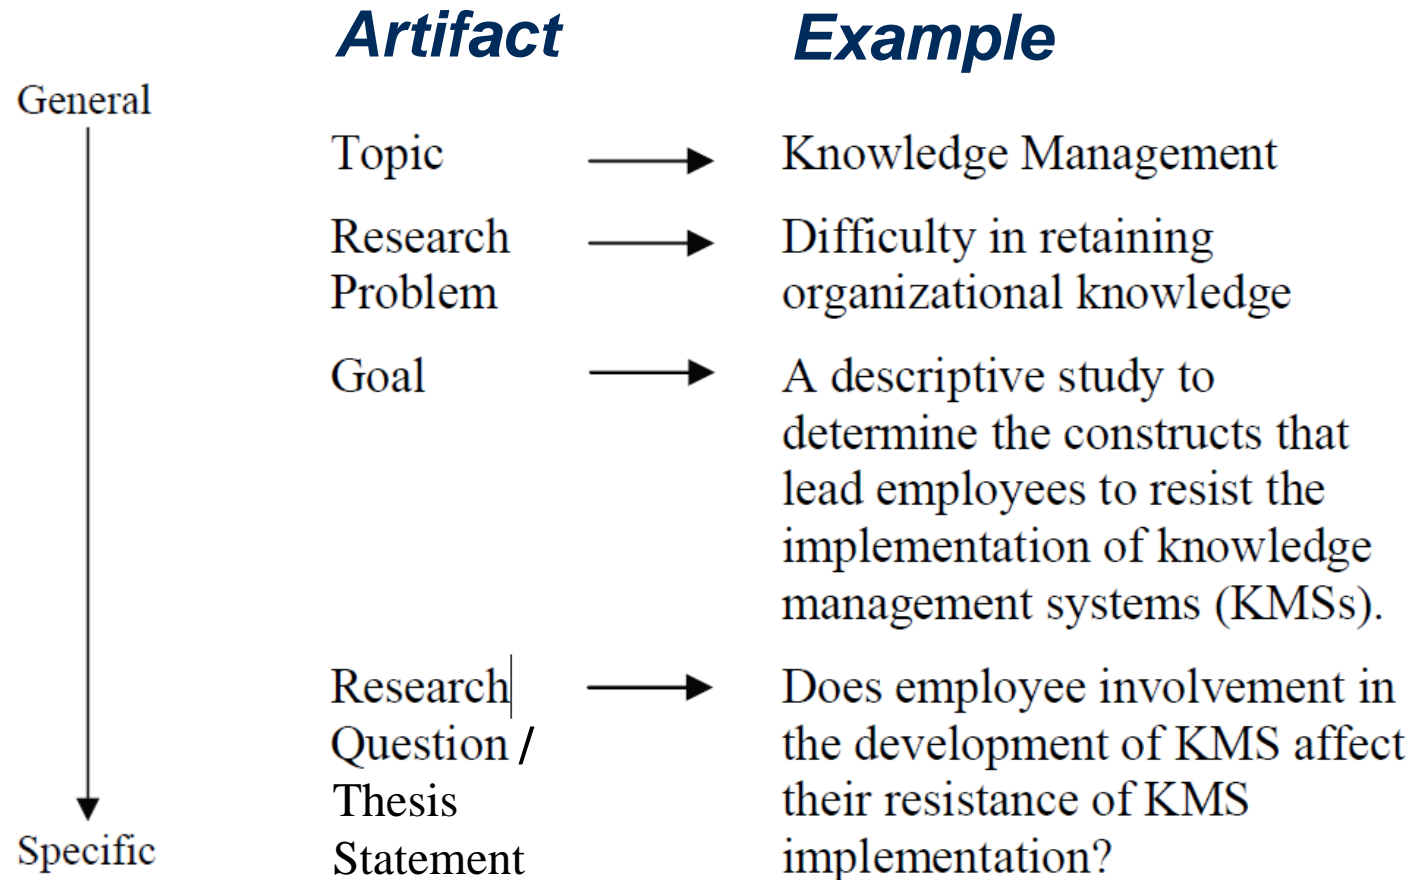 Artifact Example
General
Topic Knowledge Management
Research Difficulty in retaining
Problem organizational knowledge
Goal A descriptive study to
determine the constructs that
lead employees to resist the
implementation of knowledge
management systems (KMSs).
Research Does employee involvement in
Question / the development of KMS affect
Thesis their resistance of KMS
Specific Statement implementation?